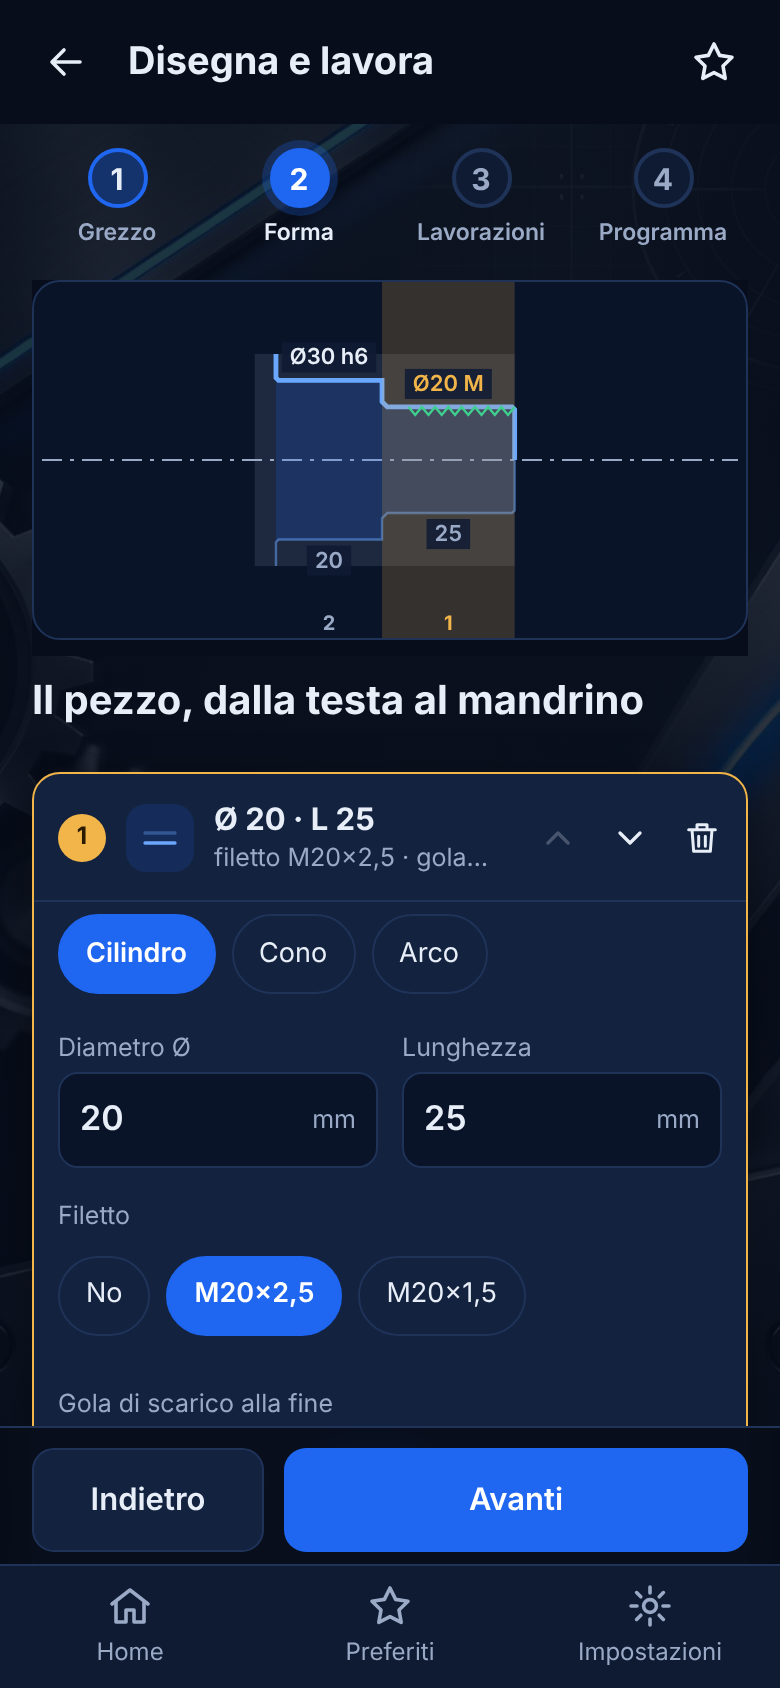 Disegna e lavora
1 2 3 4
Grezzo Forma Lavorazioni Programma
Ø30 h6
Ø20 M
25
20
2 1
Il pezzo, dalla testa al mandrino
1 Ø 20 · L 25
filetto M20×2,5 · gola...
Cilindro Cono Arco
Diametro Ø Lunghezza
20 mm 25 mm
Filetto
No M20×2,5 M20×1,5
Gola di scarico alla fine
Indietro Avanti
Home Preferiti Impostazioni